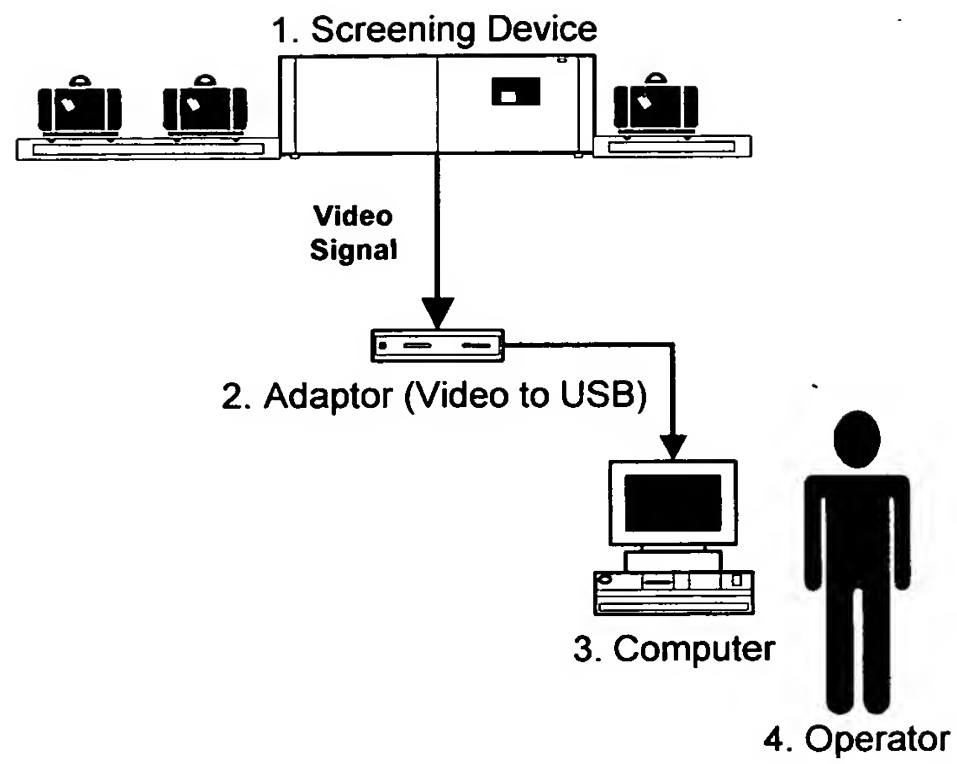 1. Screening Device
Video
Signal
2. Adaptor (Video to USB)
3. Computer
4. Operator